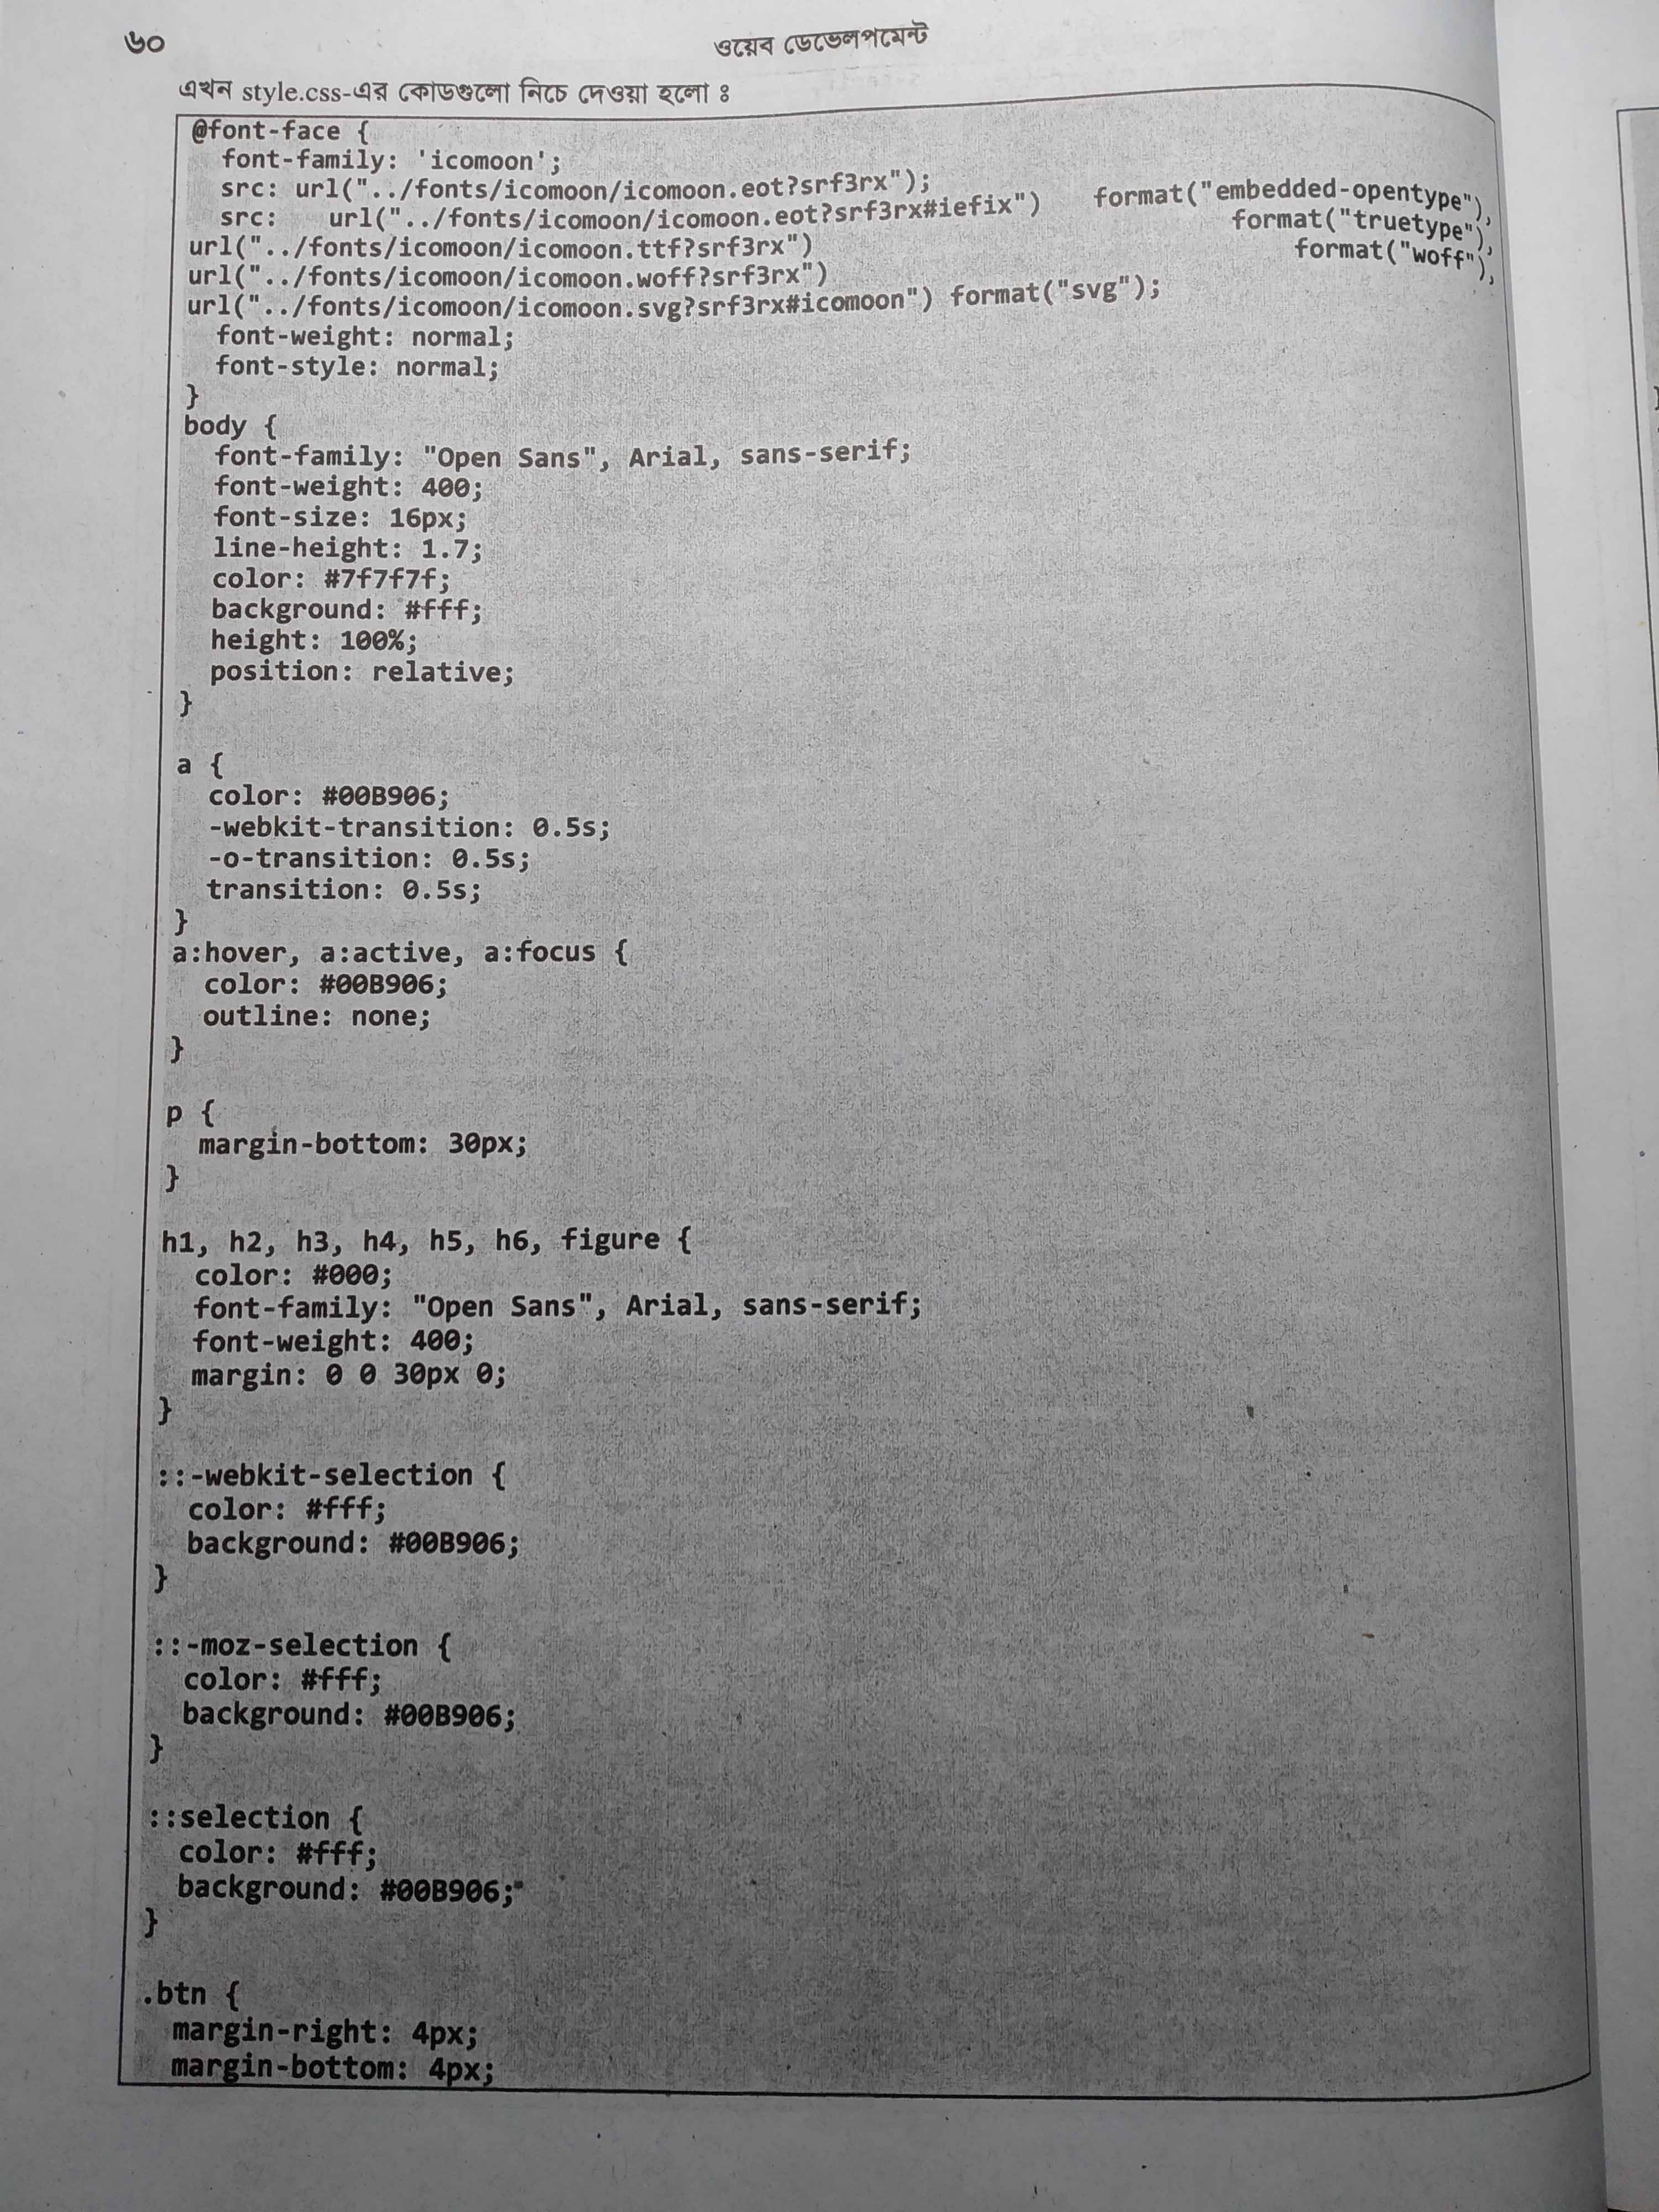 ৬০
ওয়েব ডেভেলপমেন্ট
এখন style.css-এর কোডগুলো নিচে দেওয়া হলো ঃ
@font-face {
  font-family: 'icomoon';
  src: url("../fonts/icomoon/icomoon.eot?srf3rx");
  src: url("../fonts/icomoon/icomoon.eot?srf3rx#iefix") format("embedded-opentype"),
url("../fonts/icomoon/icomoon.ttf?srf3rx") format("truetype"),
url("../fonts/icomoon/icomoon.woff?srf3rx") format("woff"),
url("../fonts/icomoon/icomoon.svg?srf3rx#icomoon") format("svg");
  font-weight: normal;
  font-style: normal;
}
body {
  font-family: "Open Sans", Arial, sans-serif;
  font-weight: 400;
  font-size: 16px;
  line-height: 1.7;
  color: #7f7f7f;
  background: #fff;
  height: 100%;
  position: relative;
}
a {
  color: #00B906;
  -webkit-transition: 0.5s;
  -o-transition: 0.5s;
  transition: 0.5s;
}
a:hover, a:active, a:focus {
  color: #00B906;
  outline: none;
}
p {
  margin-bottom: 30px;
}
h1, h2, h3, h4, h5, h6, figure {
  color: #000;
  font-family: "Open Sans", Arial, sans-serif;
  font-weight: 400;
  margin: 0 0 30px 0;
}
::-webkit-selection {
  color: #fff;
  background: #00B906;
}
::-moz-selection {
  color: #fff;
  background: #00B906;
}
::selection {
  color: #fff;
  background: #00B906;
}
.btn {
  margin-right: 4px;
  margin-bottom: 4px;